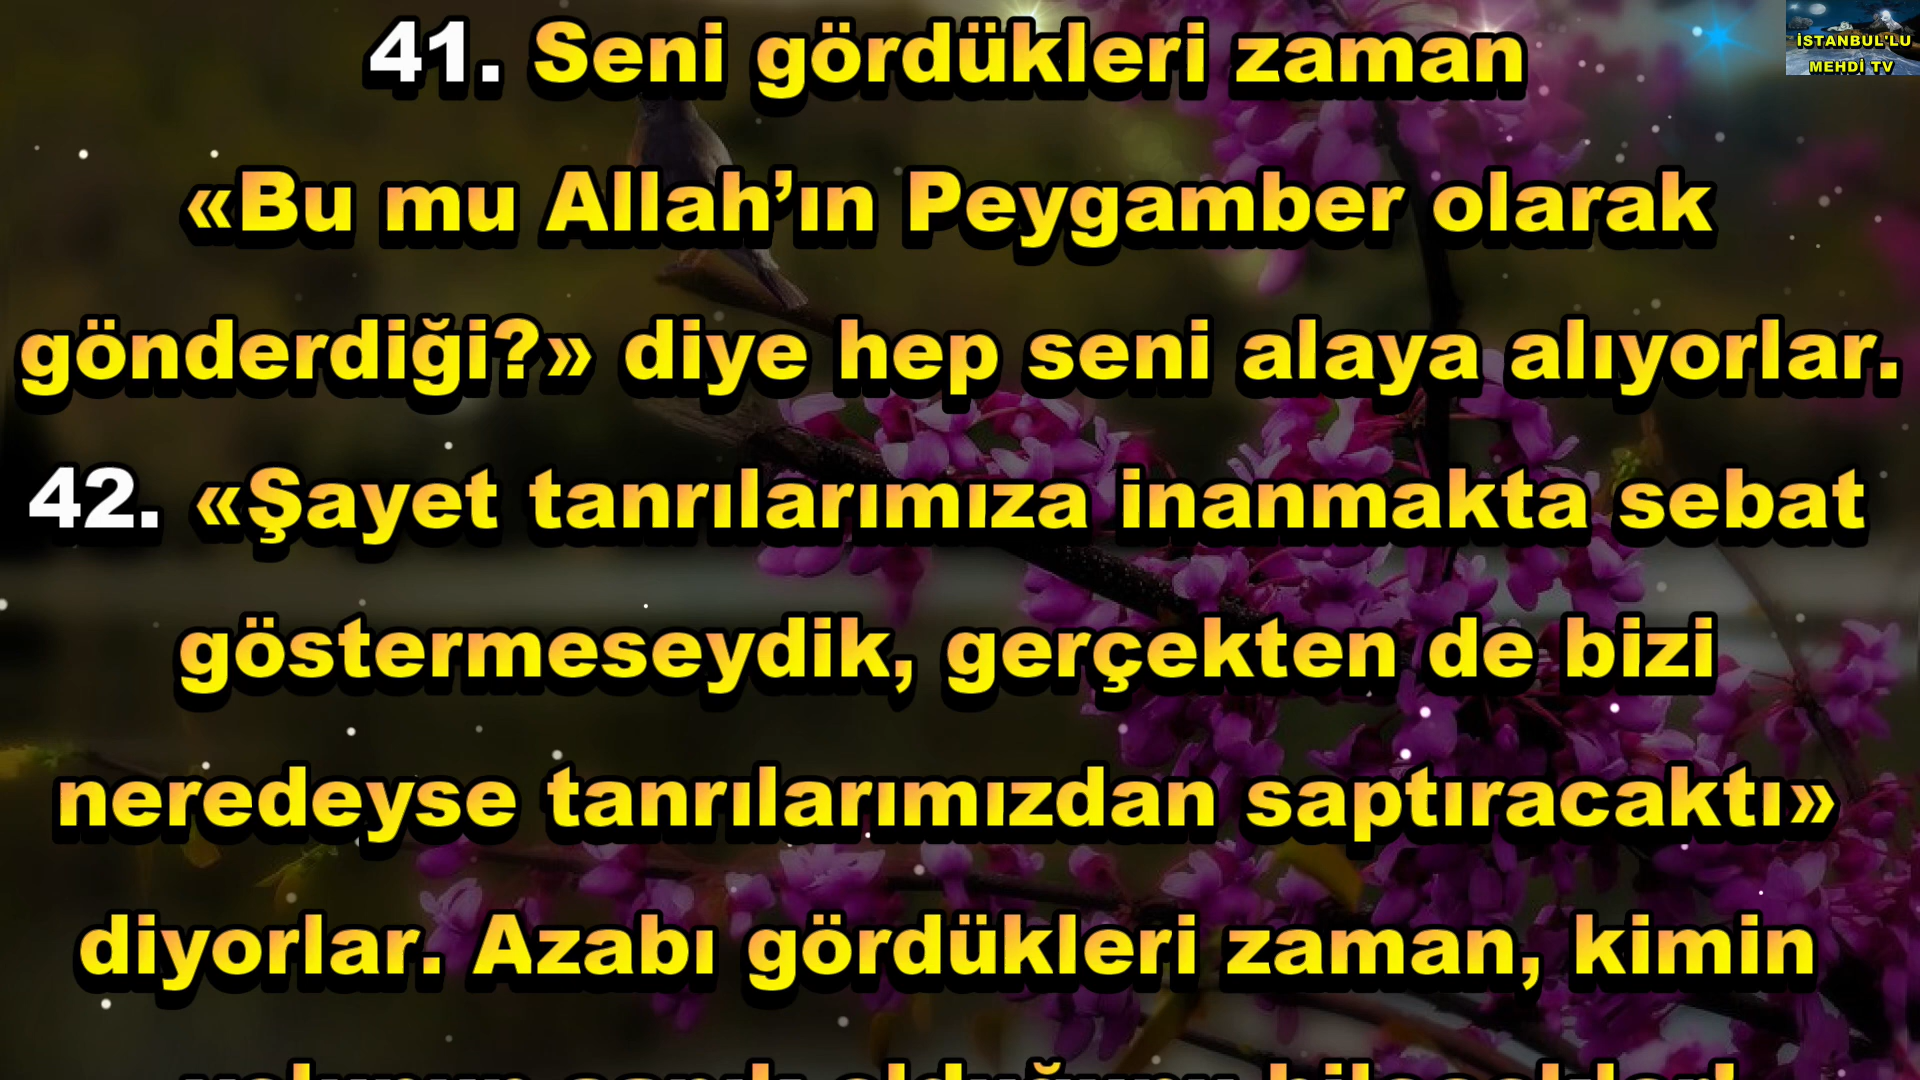 41. Seni gördükleri zaman
«Bu mu Allah’ın Peygamber olarak
gönderdiği?» diye hep seni alaya alıyorlar.
42. «Şayet tanrılarımıza inanmakta sebat
göstermeseydik, gerçekten de bizi
neredeyse tanrılarımızdan saptıracaktı»
diyorlar. Azabı gördükleri zaman, kimin
İSTANBUL'LU
MEHDİ TV